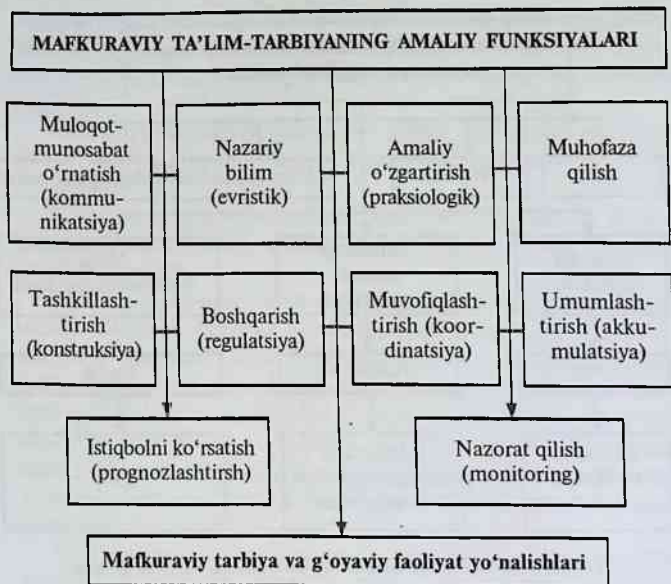 MAFKURAVIY TA’LIM-TARBIYANING AMALIY FUNKSIYALARI
Muloqot-
munosabat
o‘rnatish
(kommu-
nikatsiya)
Nazariy
bilim
(evristik)
Amaliy
o‘zgartirish
(praksiologik)
Muhofaza
qilish
Tashkillash-
tirish
(konstruksiya)
Boshqarish
(regulatsiya)
Muvofiqlash-
tirish (koor-
dinatsiya)
Umumlash-
tirish (akku-
mulatsiya)
Istiqbolni ko‘rsatish
(prognozlashtirsh)
Nazorat qilish
(monitoring)
Mafkuraviy tarbiya va g‘oyaviy faoliyat yo‘nalishlari